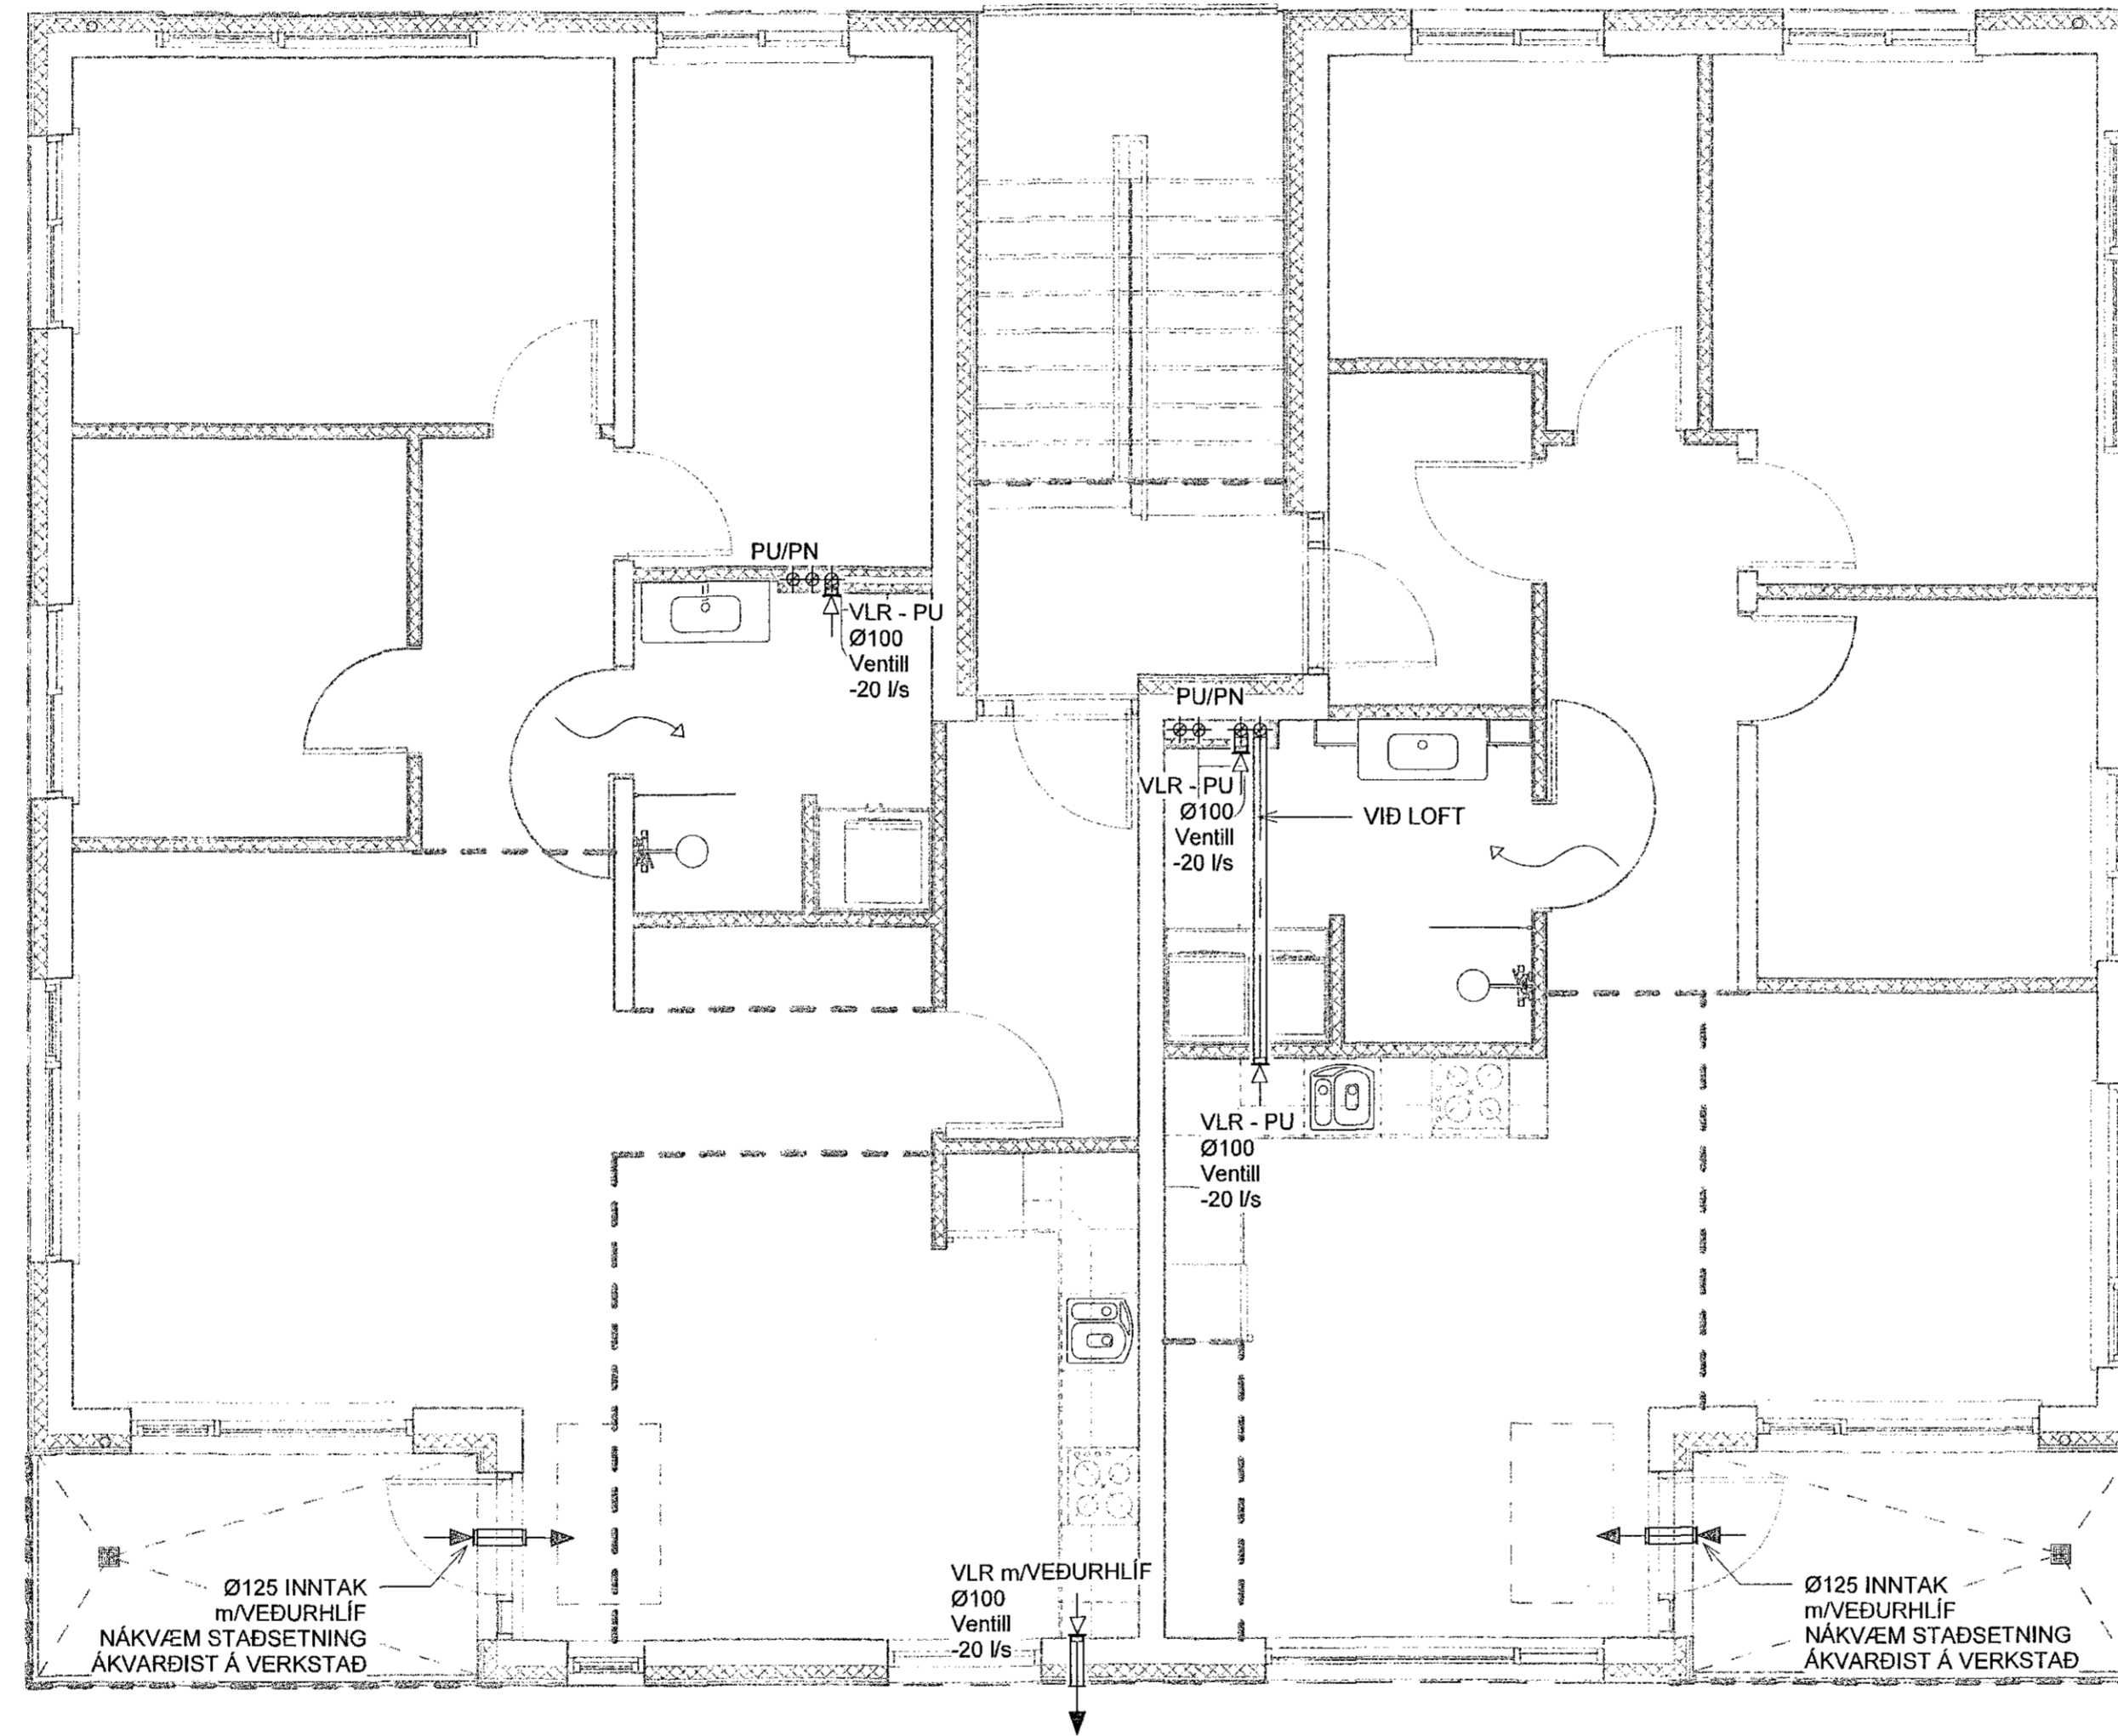 PU/PN
VLR - PU
Ø100
Ventill
-20 l/s
PU/PN
VLR - PU
Ø100
Ventill
-20 l/s
VIÐ LOFT
VLR - PU
Ø100
Ventill
-20 l/s
VLR m/VEÐURHLÍF
Ø100
Ventill
-20 l/s
Ø125 INNTAK
m/VEÐURHLÍF
NÁKVÆM STAÐSETNING
ÁKVARÐIST Á VERKSTAÐ
Ø125 INNTAK
m/VEÐURHLÍF
NÁKVÆM STAÐSETNING
ÁKVARÐIST Á VERKSTAÐ